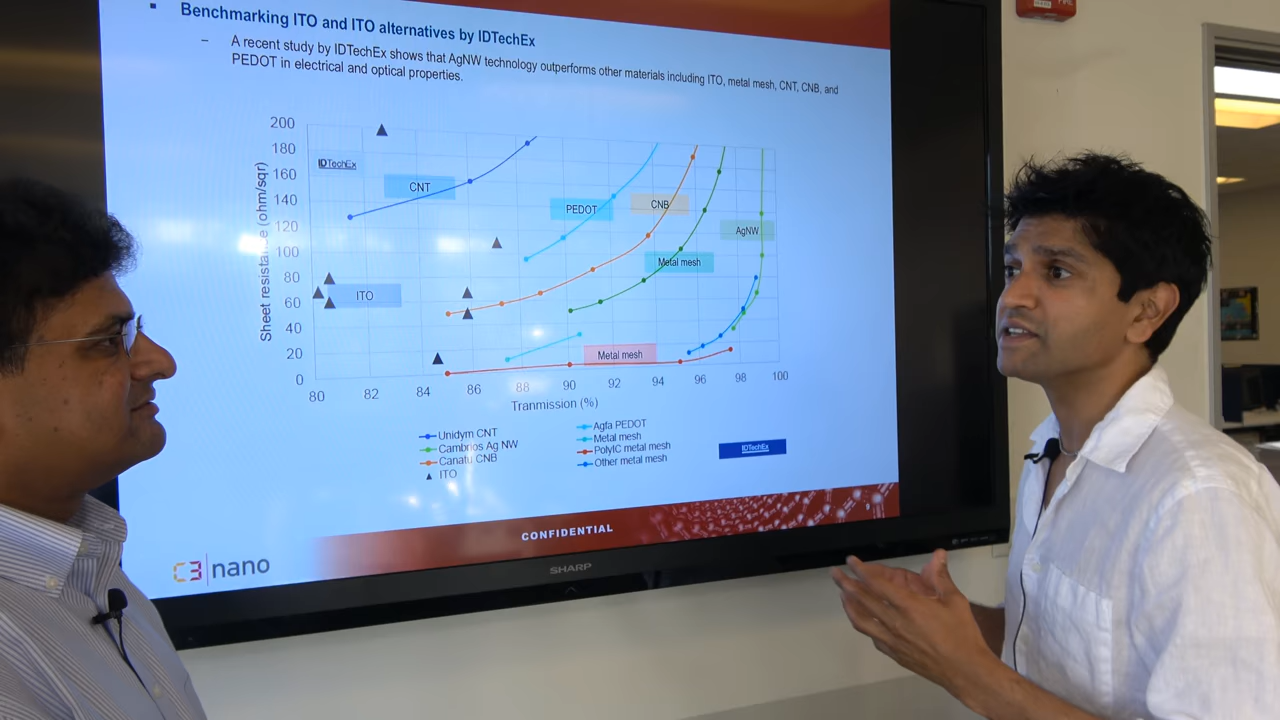 Benchmarking ITO and ITO alternatives by IDTechEx
– A recent study by IDTechEx shows that AgNW technology outperforms other materials including ITO, metal mesh, CNT, CNB, and
PEDOT in electrical and optical properties.
200
180
160
140
120
100
80
60
40
20
0
Sheet resistance (ohm/sqr)
IDTechEx
CNT
PEDOT
CNB
AgNW
Metal mesh
ITO
Metal mesh
80 82 84 86 88 90 92 94 96 98 100
Tranmission (%)
Unidym CNT
Cambrios Ag NW
Canatu CNB
ITO
Agfa PEDOT
Metal mesh
PolyIC metal mesh
Other metal mesh
IDTechEx
CONFIDENTIAL
C3 nano
SHARP
FIRE